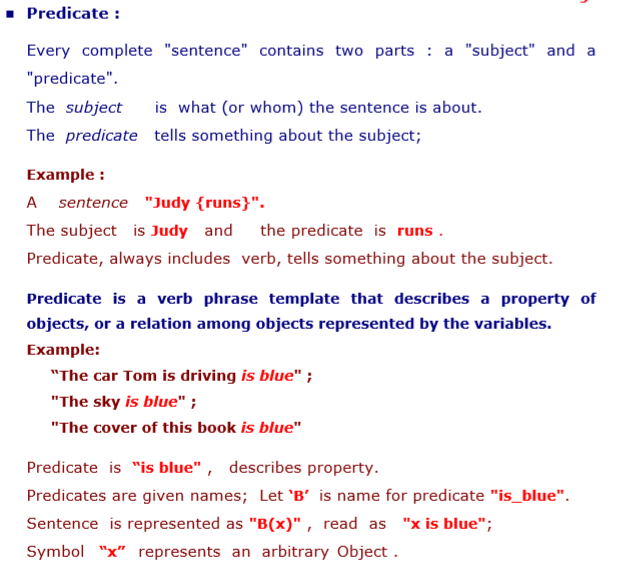 ▪ Predicate :
Every complete "sentence" contains two parts : a "subject" and a
"predicate".
The subject is what (or whom) the sentence is about.
The predicate tells something about the subject;
Example :
A sentence "Judy {runs}".
The subject is Judy and the predicate is runs .
Predicate, always includes verb, tells something about the subject.
Predicate is a verb phrase template that describes a property of
objects, or a relation among objects represented by the variables.
Example:
“The car Tom is driving is blue" ;
"The sky is blue" ;
"The cover of this book is blue"
Predicate is “is blue" , describes property.
Predicates are given names; Let ‘B’ is name for predicate "is_blue".
Sentence is represented as "B(x)" , read as "x is blue";
Symbol “x” represents an arbitrary Object .